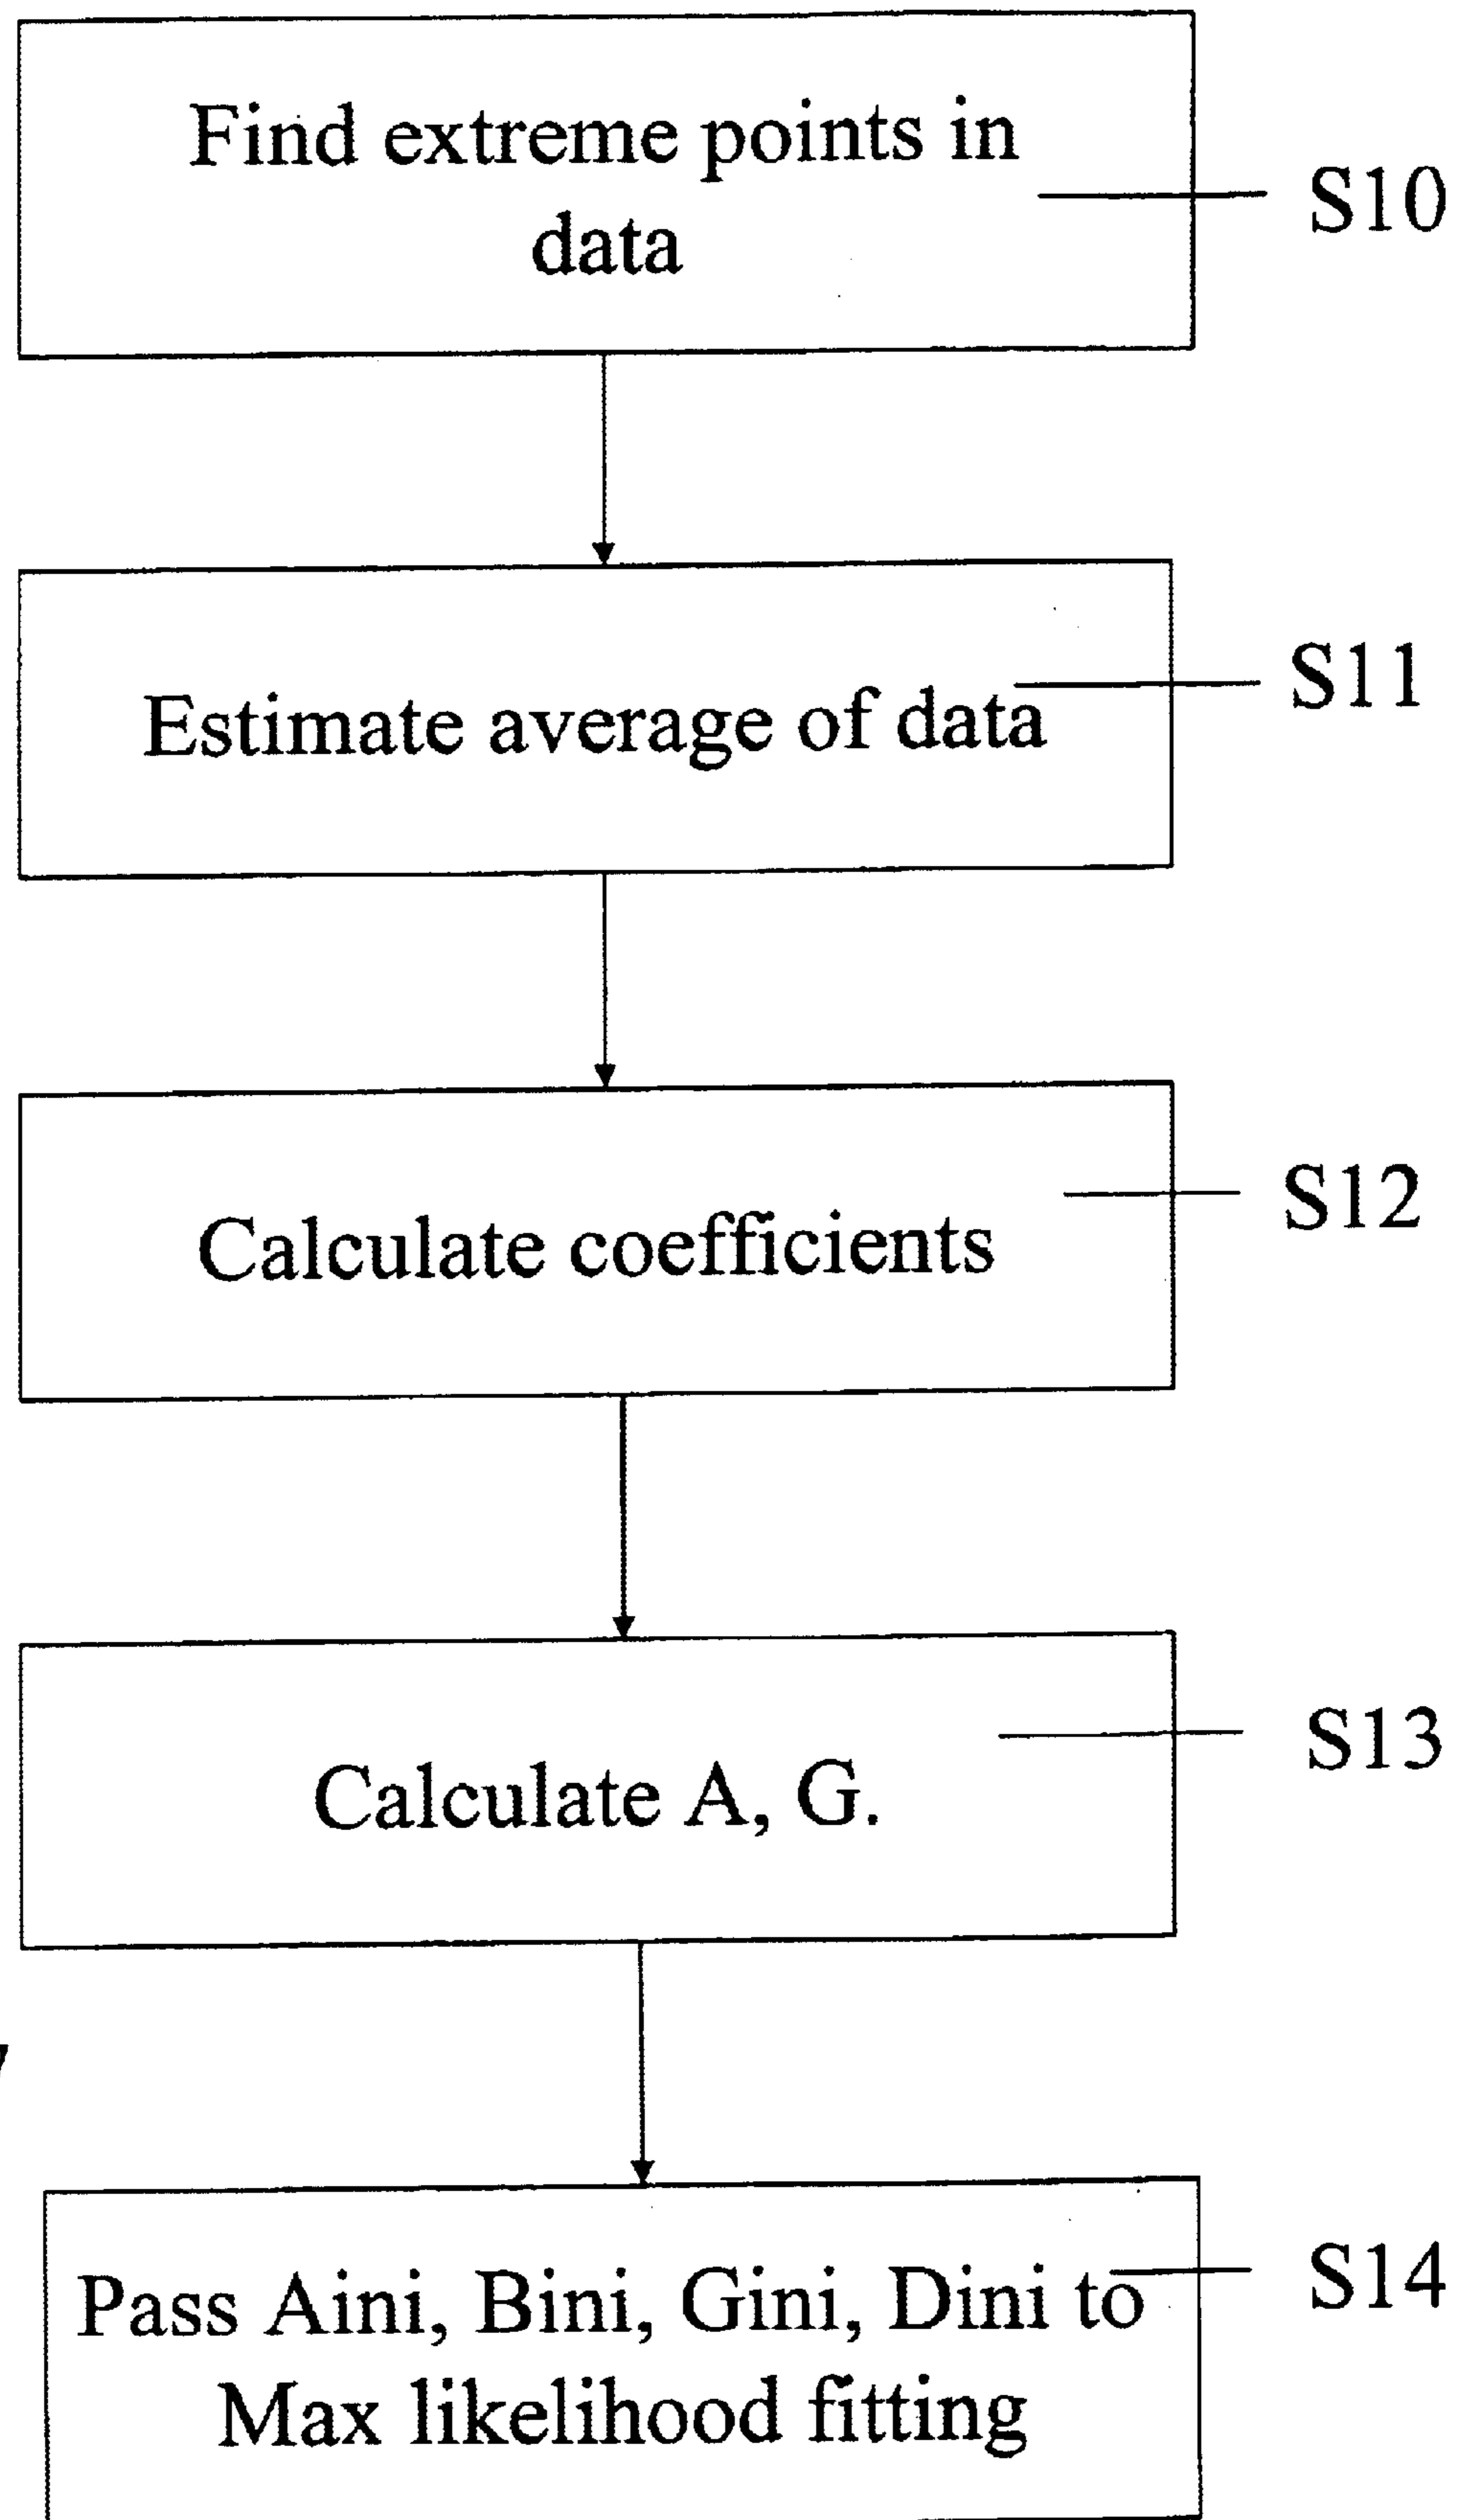 Find extreme points in
data
S10
Estimate average of data
S11
Calculate coefficients
S12
Calculate A, G.
S13
Pass Aini, Bini, Gini, Dini to
Max likelihood fitting
S14